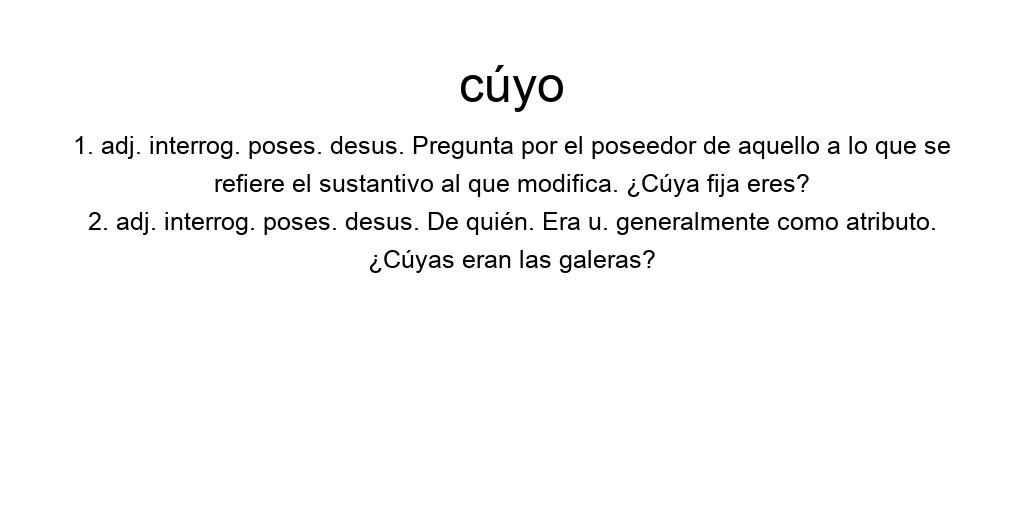 cúyo
1. adj. interrog. poses. desus. Pregunta por el poseedor de aquello a lo que se
refiere el sustantivo al que modifica. ¿Cúya fija eres?
2. adj. interrog. poses. desus. De quién. Era u. generalmente como atributo.
¿Cúyas eran las galeras?